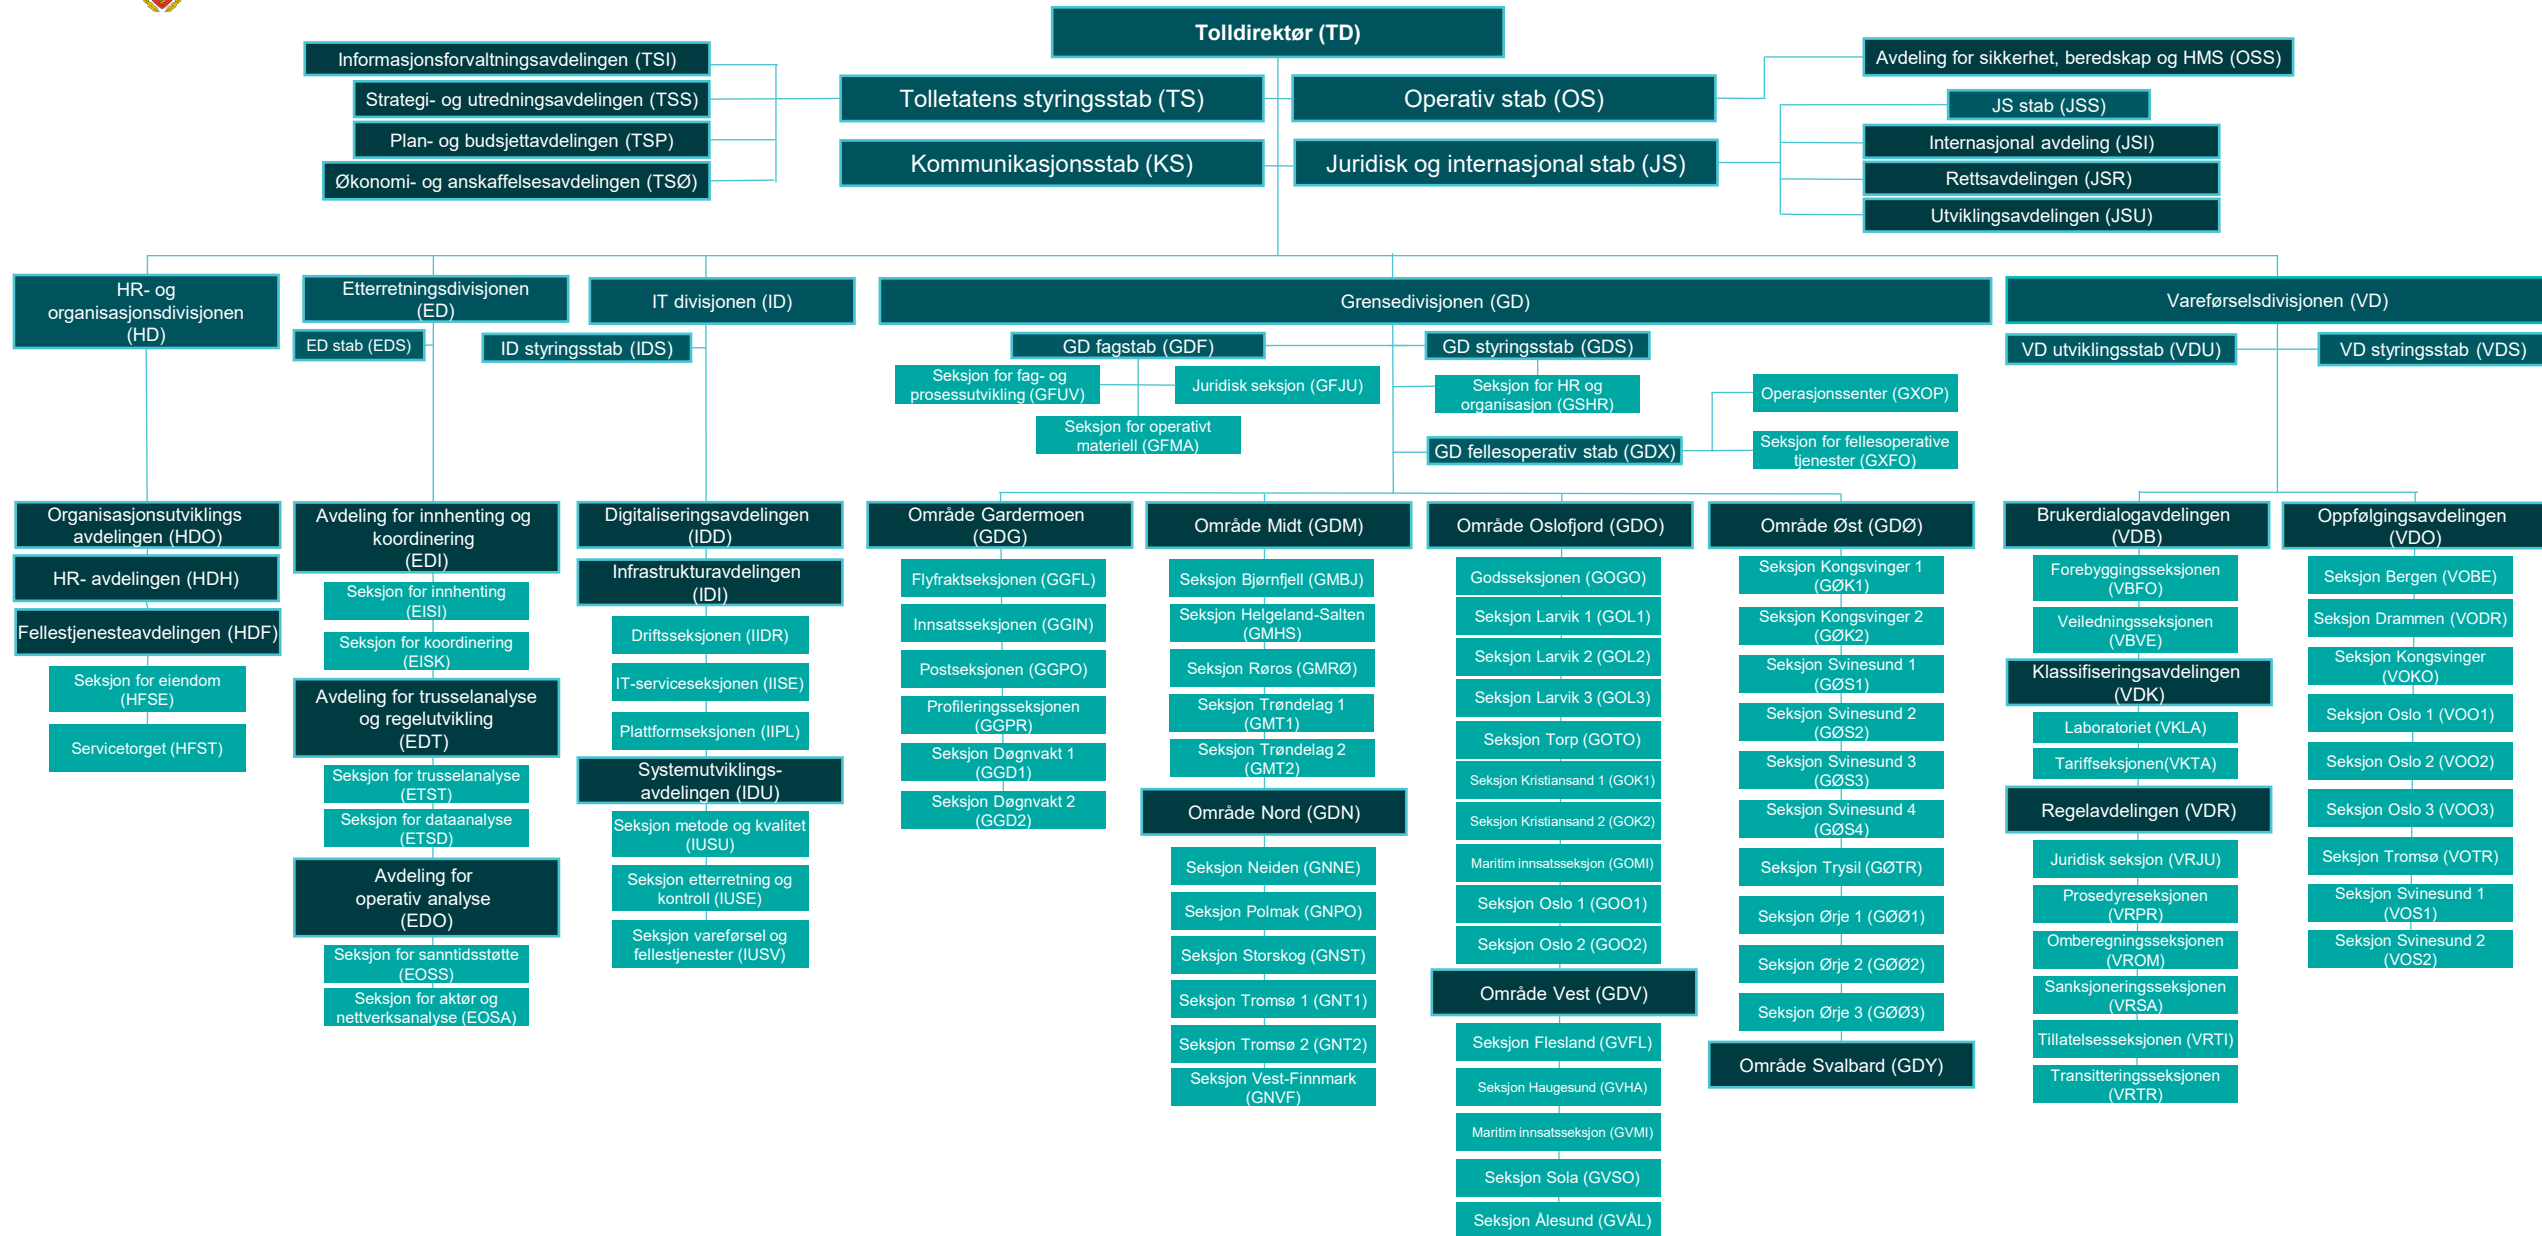 Tolldirektør (TD)
Informasjonsforvaltningsavdelingen (TSI)
Strategi- og utredningsavdelingen (TSS)
Plan- og budsjettavdelingen (TSP)
Økonomi- og anskaffelsesavdelingen (TSØ)
Tolletatens styringsstab (TS)
Operativ stab (OS)
Kommunikasjonsstab (KS)
Juridisk og internasjonal stab (JS)
Avdeling for sikkerhet, beredskap og HMS (OSS)
JS stab (JSS)
Internasjonal avdeling (JSI)
Rettsavdelingen (JSR)
Utviklingsavdelingen (JSU)
HR- og
organisasjonsdivisjonen
(HD)
Organisasjonsutviklings
avdelingen (HDO)
HR- avdelingen (HDH)
Fellestjenesteavdelingen (HDF)
Seksjon for eiendom
(HFSE)
Servicetorget (HFST)
Etterretningsdivisjonen
(ED)
ED stab (EDS)
Avdeling for innhenting og
koordinering
(EDI)
Seksjon for innhenting
(EISI)
Seksjon for koordinering
(EISK)
Avdeling for trusselanalyse
og regelutvikling
(EDT)
Seksjon for trusselanalyse
(ETST)
Seksjon for dataanalyse
(ETSD)
Avdeling for
operativ analyse
(EDO)
Seksjon for sanntidsstøtte
(EOSS)
Seksjon for aktør og
nettverksanalyse (EOSA)
IT divisjonen (ID)
ID styringsstab (IDS)
Digitaliseringsavdelingen
(IDD)
Infrastrukturavdelingen
(IDI)
Driftsseksjonen (IIDR)
IT-serviceseksjonen (IISE)
Plattformseksjonen (IIPL)
Systemutviklings-
avdelingen (IDU)
Seksjon metode og kvalitet
(IUSU)
Seksjon etterretning og
kontroll (IUSE)
Seksjon vareførsel og
fellestjenester (IUSV)
Grensedivisjonen (GD)
GD fagstab (GDF)
GD styringsstab (GDS)
Seksjon for fag- og
prosessutvikling (GFUV)
Juridisk seksjon (GFJU)
Seksjon for operativt
materiell (GFMA)
Seksjon for HR og
organisasjon (GSHR)
GD fellesoperativ stab (GDX)
Operasjonssenter (GXOP)
Seksjon for fellesoperative
tjenester (GXFO)
Område Gardermoen
(GDG)
Flyfraktseksjonen (GGFL)
Innsatsseksjonen (GGIN)
Postseksjonen (GGPO)
Profileringsseksjonen
(GGPR)
Seksjon Døgnvakt 1
(GGD1)
Seksjon Døgnvakt 2
(GGD2)
Område Midt (GDM)
Seksjon Bjørnfjell (GMBJ)
Seksjon Helgeland-Salten
(GMHS)
Seksjon Røros (GMRØ)
Seksjon Trøndelag 1
(GMT1)
Seksjon Trøndelag 2
(GMT2)
Område Nord (GDN)
Seksjon Neiden (GNNE)
Seksjon Polmak (GNPO)
Seksjon Storskog (GNST)
Seksjon Tromsø 1 (GNT1)
Seksjon Tromsø 2 (GNT2)
Seksjon Vest-Finnmark
(GNVF)
Område Oslofjord (GDO)
Godsseksjonen (GOGO)
Seksjon Larvik 1 (GOL1)
Seksjon Larvik 2 (GOL2)
Seksjon Larvik 3 (GOL3)
Seksjon Torp (GOTO)
Seksjon Kristiansand 1 (GOK1)
Seksjon Kristiansand 2 (GOK2)
Maritim innsatsseksjon (GOMI)
Seksjon Oslo 1 (GOO1)
Seksjon Oslo 2 (GOO2)
Område Vest (GDV)
Seksjon Flesland (GVFL)
Seksjon Haugesund (GVHA)
Maritim innsatsseksjon (GVMI)
Seksjon Sola (GVSO)
Seksjon Ålesund (GVÅL)
Område Øst (GDØ)
Seksjon Kongsvinger 1
(GØK1)
Seksjon Kongsvinger 2
(GØK2)
Seksjon Svinesund 1
(GØS1)
Seksjon Svinesund 2
(GØS2)
Seksjon Svinesund 3
(GØS3)
Seksjon Svinesund 4
(GØS4)
Seksjon Trysil (GØTR)
Seksjon Ørje 1 (GØØ1)
Seksjon Ørje 2 (GØØ2)
Seksjon Ørje 3 (GØØ3)
Område Svalbard (GDY)
Vareførselsdivisjonen (VD)
VD utviklingsstab (VDU)
VD styringsstab (VDS)
Brukerdialogavdelingen
(VDB)
Forebyggingsseksjonen
(VBFO)
Veiledningsseksjonen
(VBVE)
Klassifiseringsavdelingen
(VDK)
Laboratoriet (VKLA)
Tariffseksjonen(VKTA)
Regelavdelingen (VDR)
Juridisk seksjon (VRJU)
Prosedyreseksjonen
(VRPR)
Omberegningsseksjonen
(VROM)
Sanksjoneringsseksjonen
(VRSA)
Tillatelsesseksjonen (VRTI)
Transitteringsseksjonen
(VRTR)
Oppfølgingsavdelingen
(VDO)
Seksjon Bergen (VOBE)
Seksjon Drammen (VODR)
Seksjon Kongsvinger
(VOKO)
Seksjon Oslo 1 (VOO1)
Seksjon Oslo 2 (VOO2)
Seksjon Oslo 3 (VOO3)
Seksjon Tromsø (VOTR)
Seksjon Svinesund 1
(VOS1)
Seksjon Svinesund 2
(VOS2)